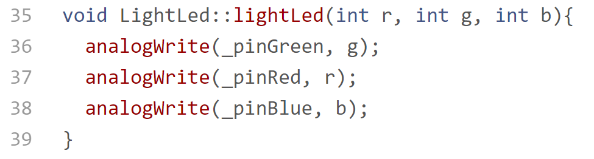 35 void LightLed::lightLed(int r, int g, int b){
36   analogWrite(_pinGreen, g);
37   analogWrite(_pinRed, r);
38   analogWrite(_pinBlue, b);
39 }